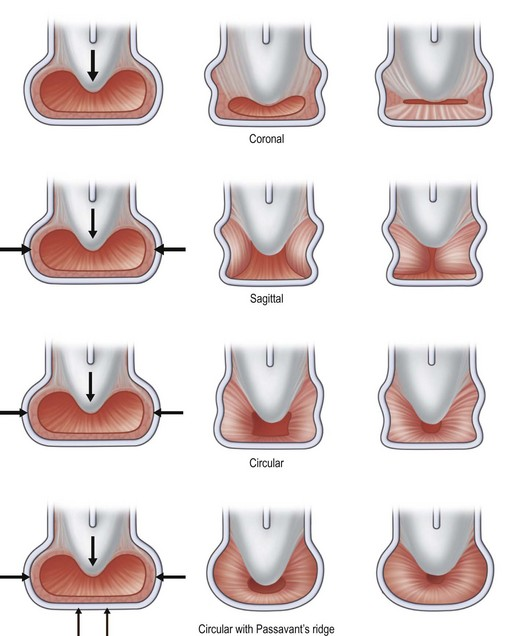 Coronal
Sagittal
Circular
Circular with Passavant's ridge